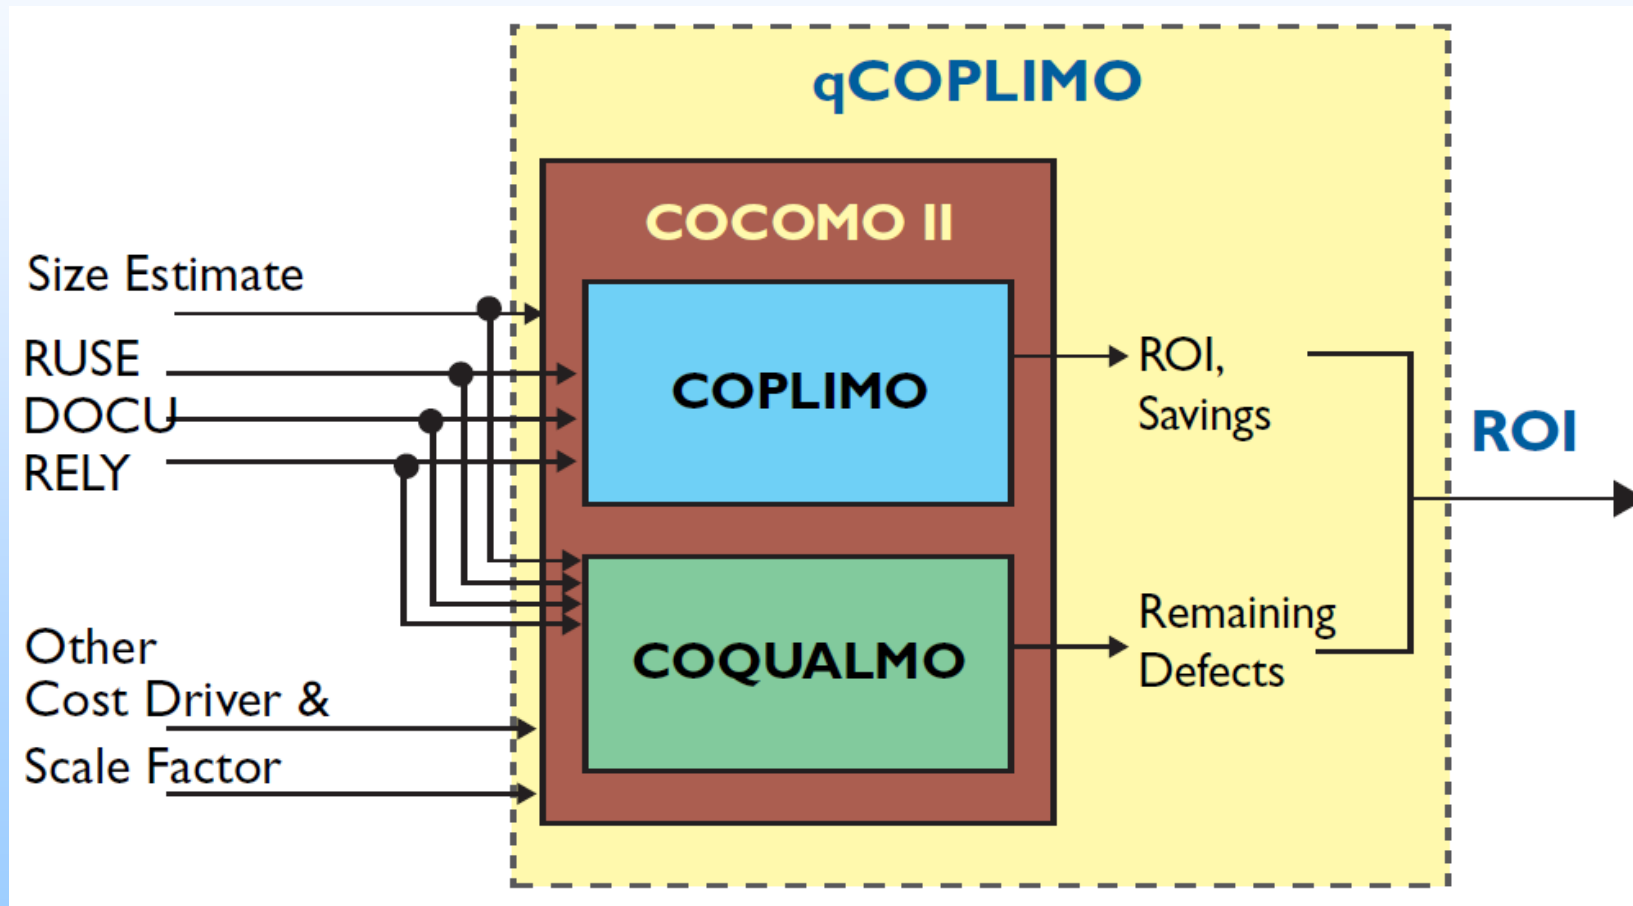 qCOPLIMO
COCOMO II
Size Estimate
RUSE
DOCU
RELY
COPLIMO
ROI,
Savings
ROI
COQUALMO
Remaining
Defects
Other
Cost Driver &
Scale Factor